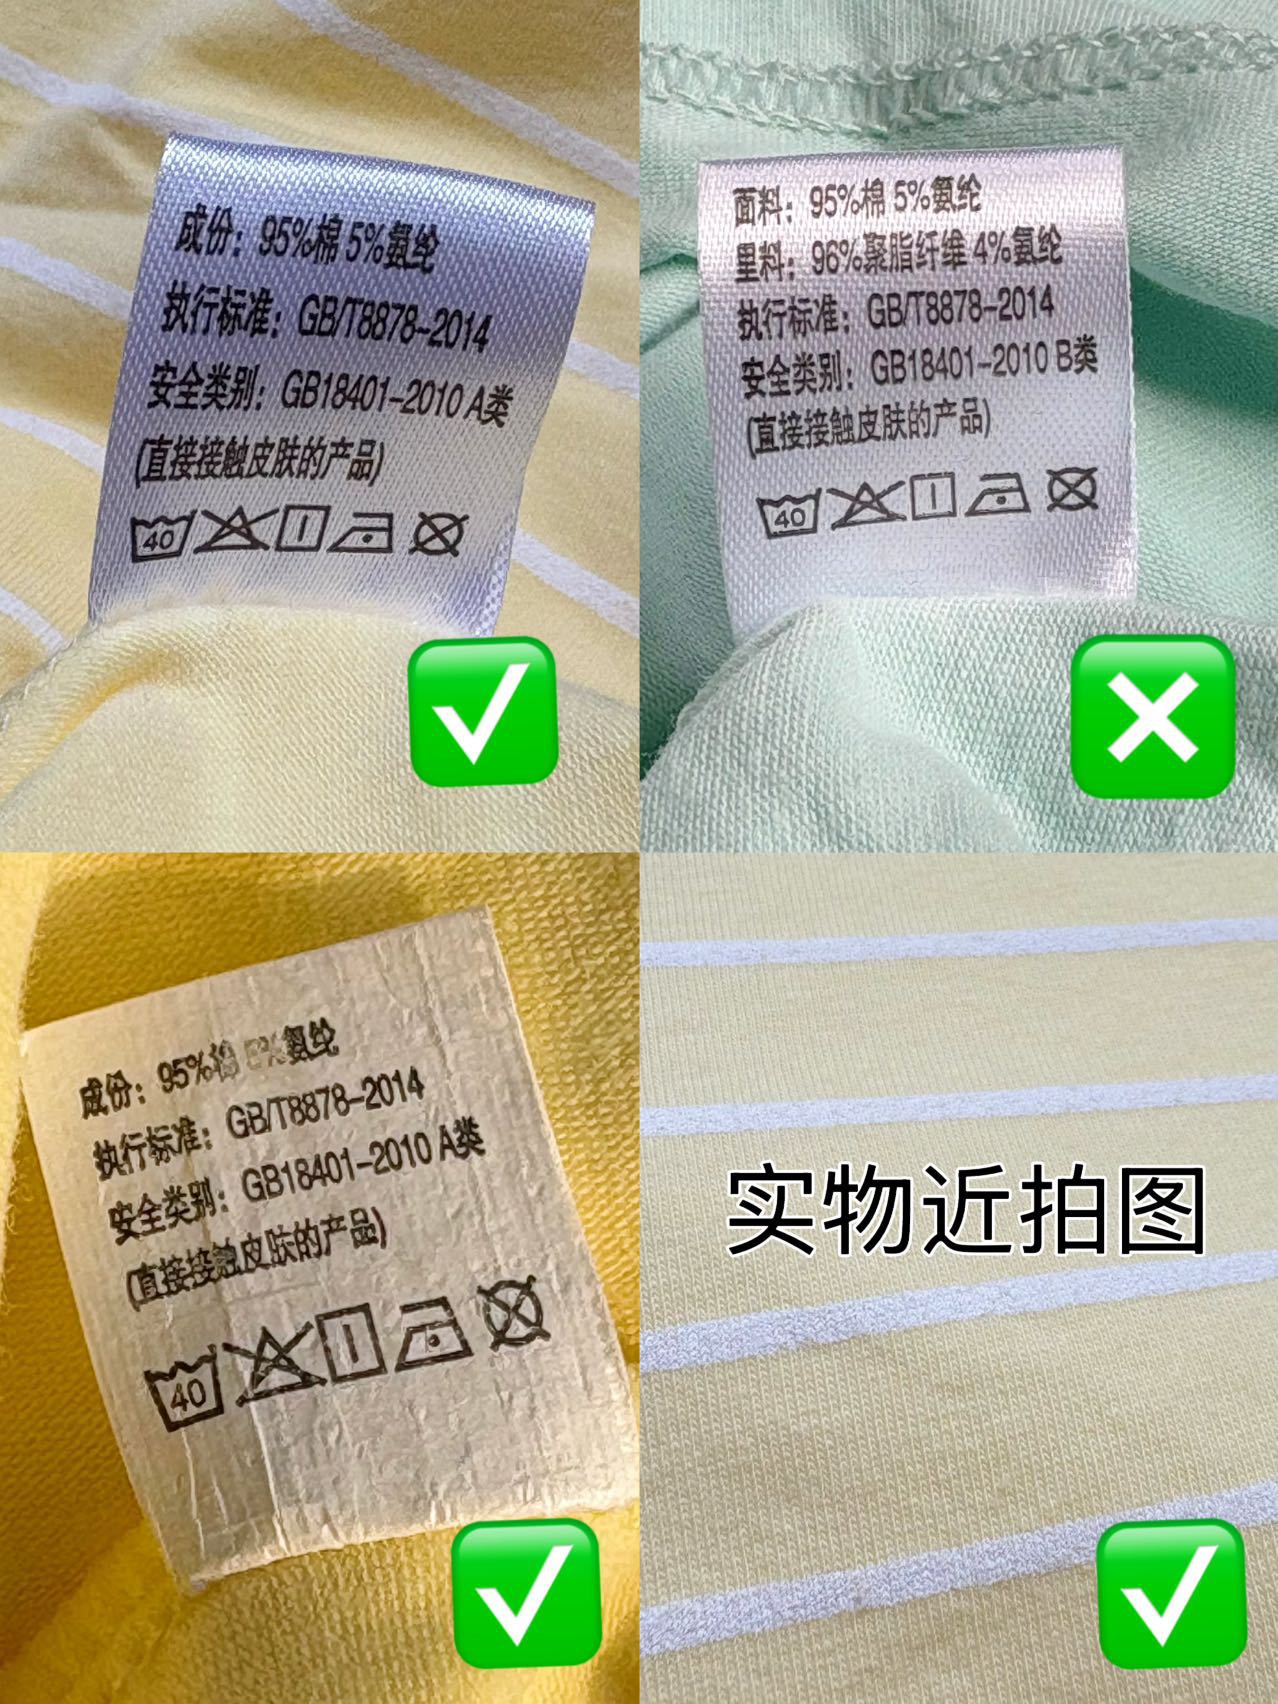 成份：95%棉 5%氨纶
执行标准：GB/T8878-2014
安全类别：GB18401-2010 A类
(直接接触皮肤的产品)
40
面料：95%棉 5%氨纶
里料：96%聚脂纤维 4%氨纶
执行标准：GB/T8878-2014
安全类别：GB18401-2010 B类
(直接接触皮肤的产品)
40
成份：95%棉 5%氨纶
执行标准：GB/T8878-2014
安全类别：GB18401-2010 A类
(直接接触皮肤的产品)
40
实物近拍图